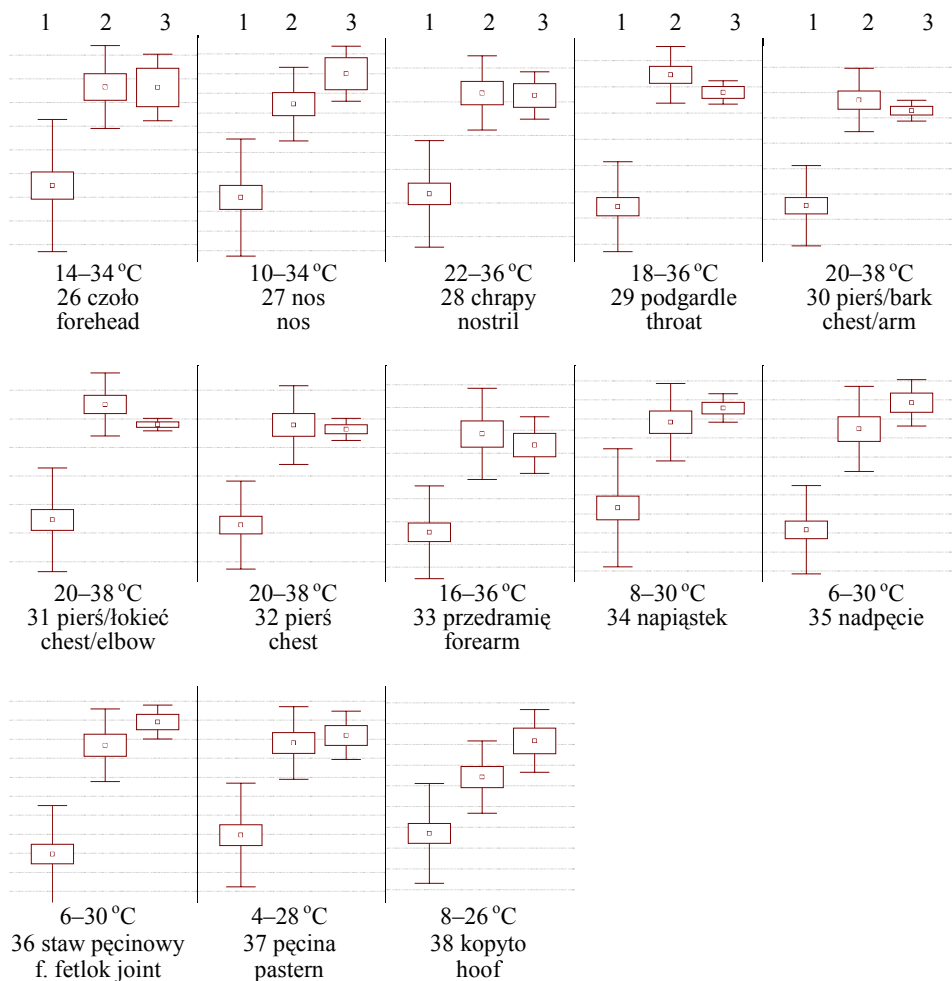 1 2 3 1 2 3 1 2 3 1 2 3 1 2 3
14–34 °C 10–34 °C 22–36 °C 18–36 °C 20–38 °C
26 czoło 27 nos 28 chrapy 29 podgardle 30 pierś/bark
forehead nos nostril throat chest/arm
20–38 °C 20–38 °C 16–36 °C 8–30 °C 6–30 °C
31 pierś/łokieć 32 pierś 33 przedramię 34 napiąstek 35 nadpęcie
chest/elbow chest forearm
6–30 °C 4–28 °C 8–26 °C
36 staw pęcinowy 37 pęcina 38 kopyto
f. fetlok joint pastern hoof